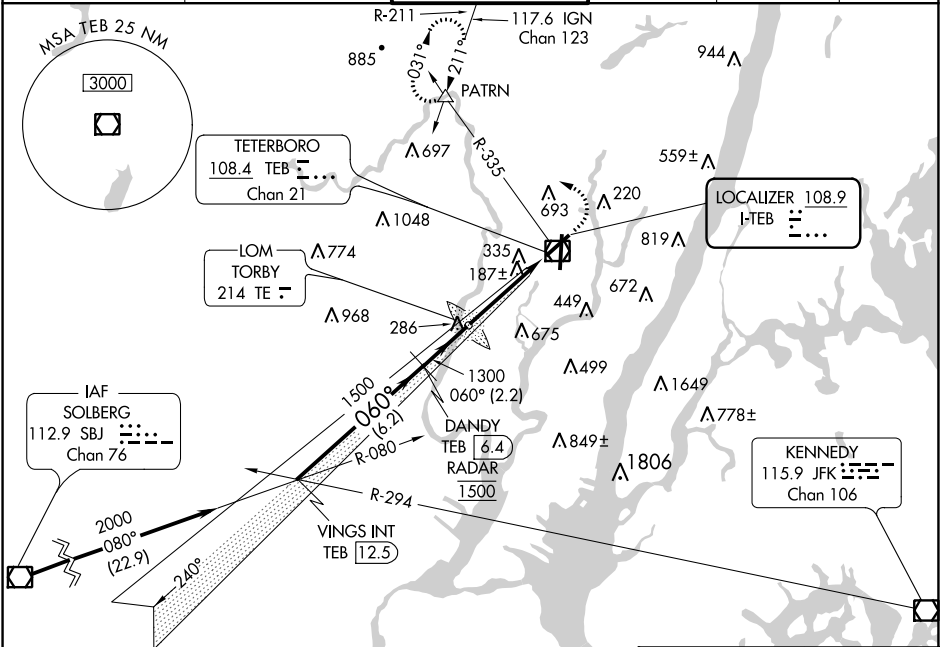 MSA TEB 25 NM
3000
R-211
117.6 IGN
Chan 123
885
031°
211°
PATRN
944
697
R-335
TETERBORO
108.4 TEB
Chan 21
559±
693
220
LOCALIZER 108.9
I-TEB
1048
819
335
187±
774
LOM
TORBY
214 TE
672
449
968
286
675
1500
1300
060° (2.2)
499
060°
(6.2)
1649
IAF
SOLBERG
112.9 SBJ
Chan 76
DANDY
TEB 6.4
RADAR
1500
778±
R-080
849±
1806
KENNEDY
115.9 JFK
Chan 106
R-294
2000
080°
(22.9)
VINGS INT
TEB 12.5
240°